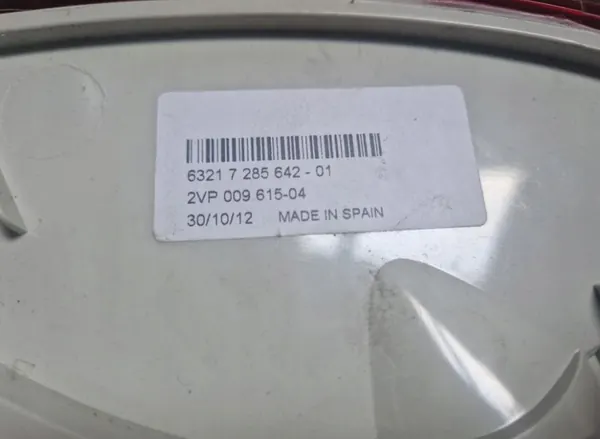 6321 7 285 642 - 01
2VP 009 615-04
30/10/12 MADE IN SPAIN